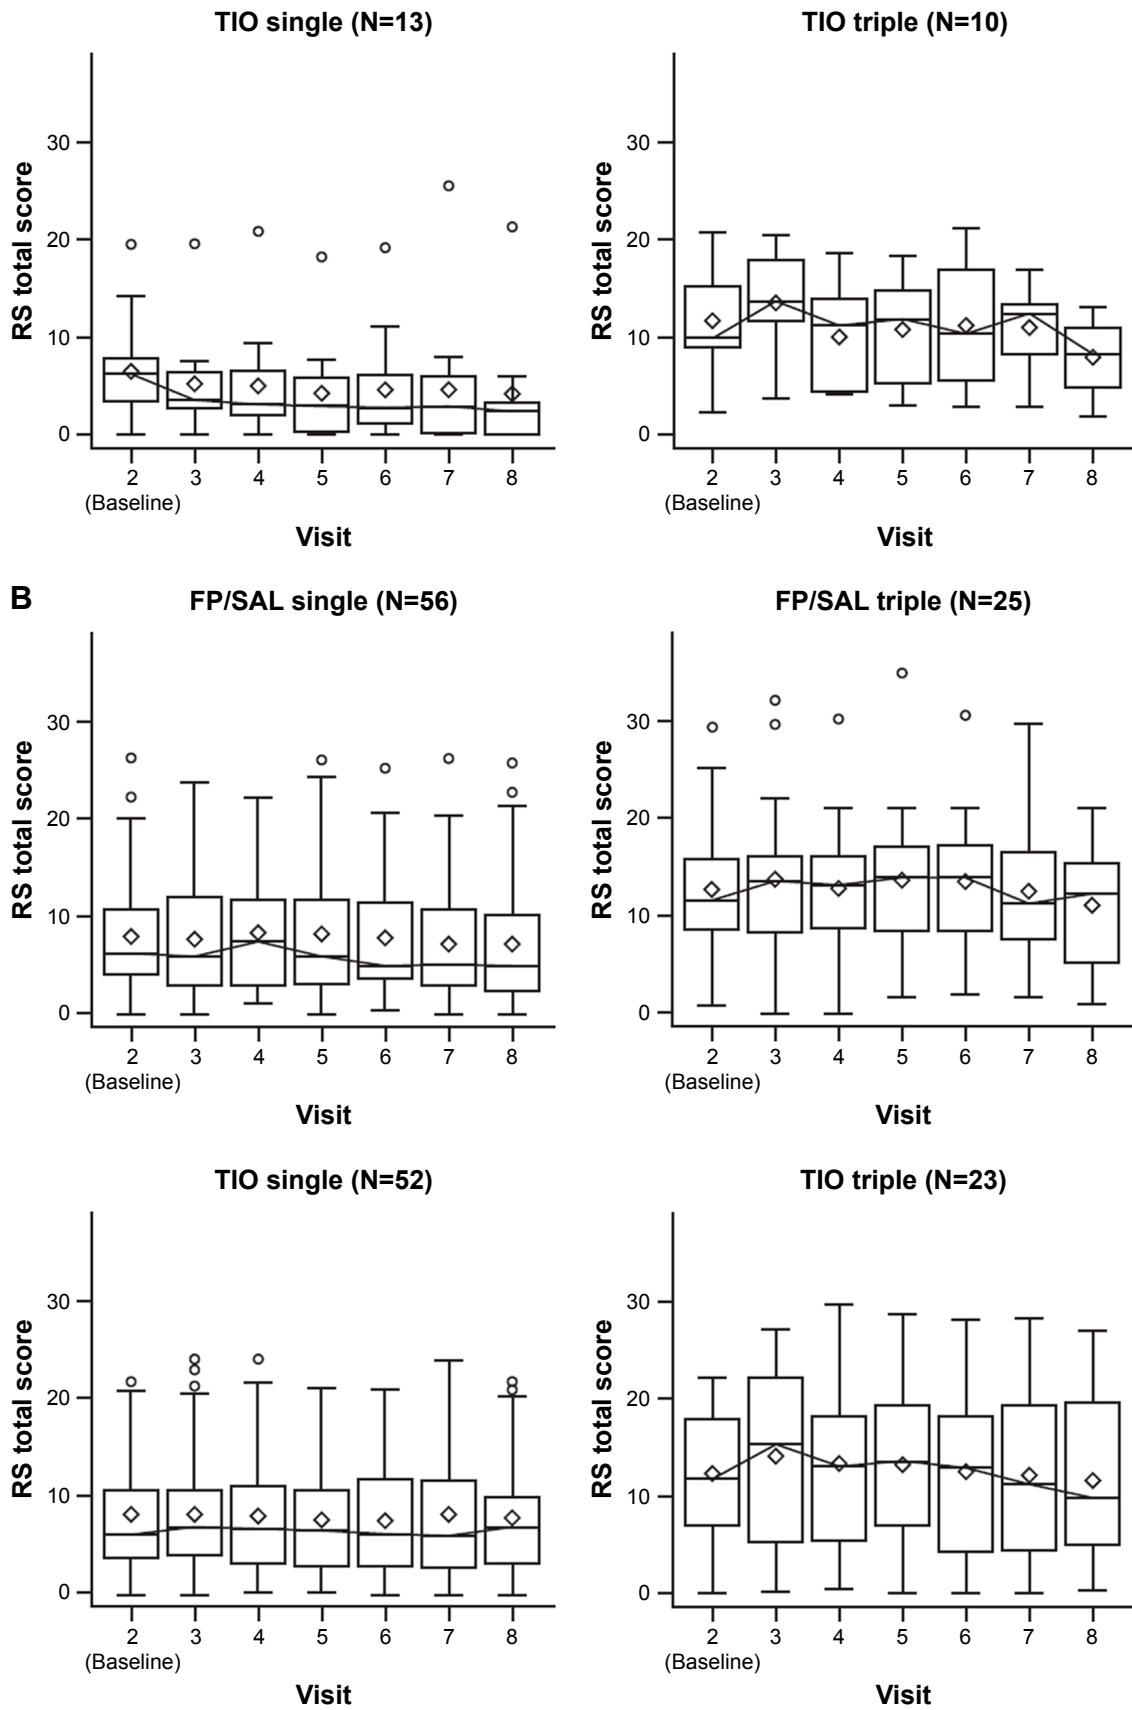 TIO single (N=13)
RS total score
30
20
10
0
2 3 4 5 6 7 8
(Baseline)
Visit
TIO triple (N=10)
RS total score
30
20
10
0
2 3 4 5 6 7 8
(Baseline)
Visit
B
FP/SAL single (N=56)
RS total score
30
20
10
0
2 3 4 5 6 7 8
(Baseline)
Visit
FP/SAL triple (N=25)
RS total score
30
20
10
0
2 3 4 5 6 7 8
(Baseline)
Visit
TIO single (N=52)
RS total score
30
20
10
0
2 3 4 5 6 7 8
(Baseline)
Visit
TIO triple (N=23)
RS total score
30
20
10
0
2 3 4 5 6 7 8
(Baseline)
Visit